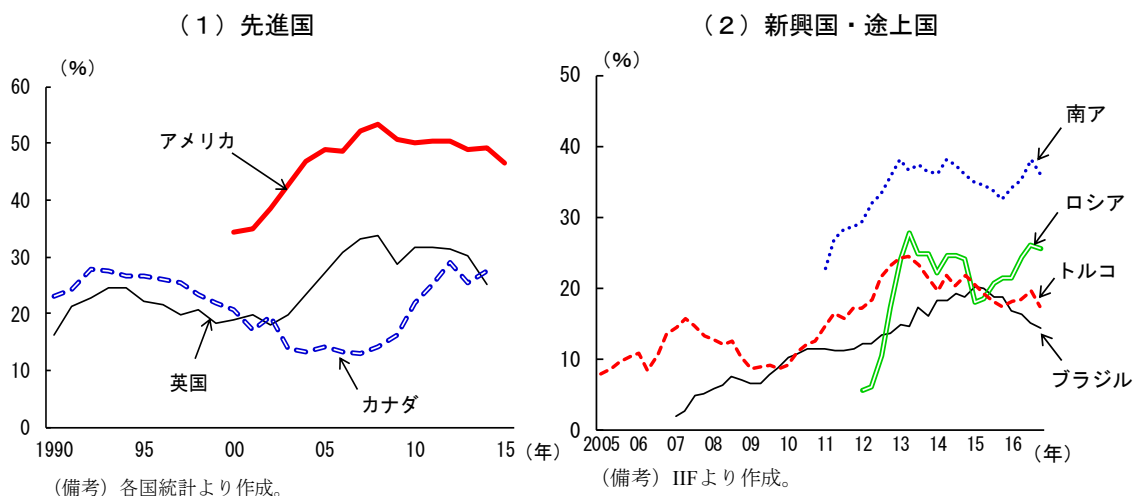 （１）先進国
（％）
60
50
40
30
20
10
0
アメリカ
英国
カナダ
1990 95 00 05 10 15 （年）
（備考）各国統計より作成。
（２）新興国・途上国
（％）
50
40
30
20
10
0
南ア
ロシア
トルコ
ブラジル
2005 06 07 08 09 10 11 12 13 14 15 16
（年）
（備考）IIFより作成。